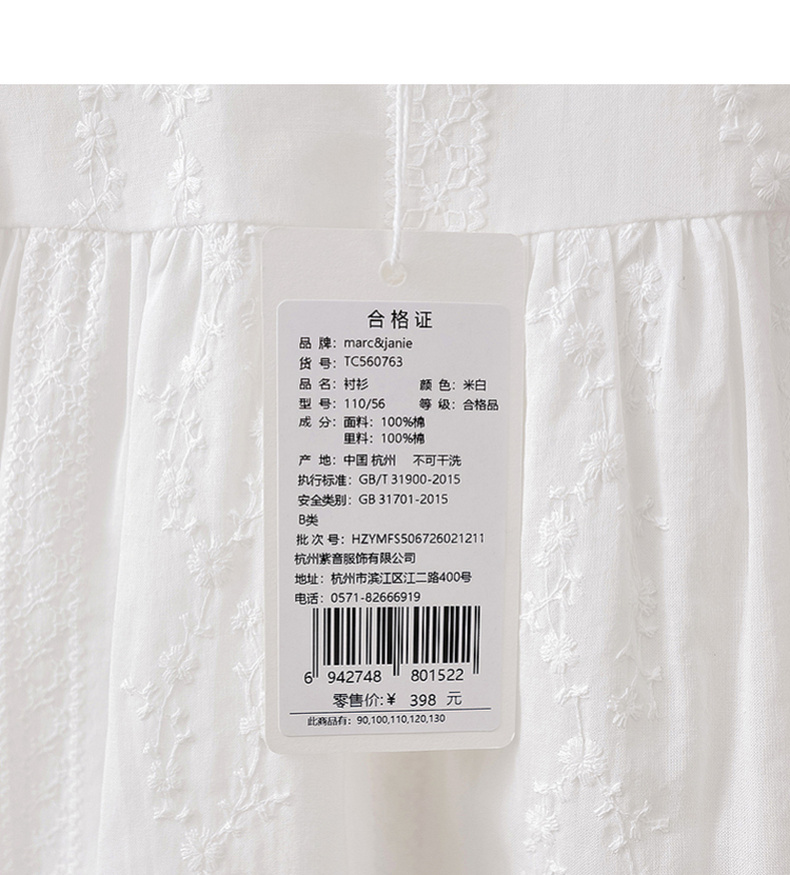 合格证
品 牌：marc&janie
货 号：TC560763
品 名：衬衫 颜 色：米白
型 号：110/56 等 级：合格品
成 分：面料：100%棉
里料：100%棉
产 地：中国 杭州 不可干洗
执行标准：GB/T 31900-2015
安全类别：GB 31701-2015
B类
批 次 号：HZYMFS506726021211
杭州紫音服饰有限公司
地址：杭州市滨江区江二路400号
电话：0571-82666919
6 942748 801522
零售价:¥ 398 元
此商品有：90,100,110,120,130